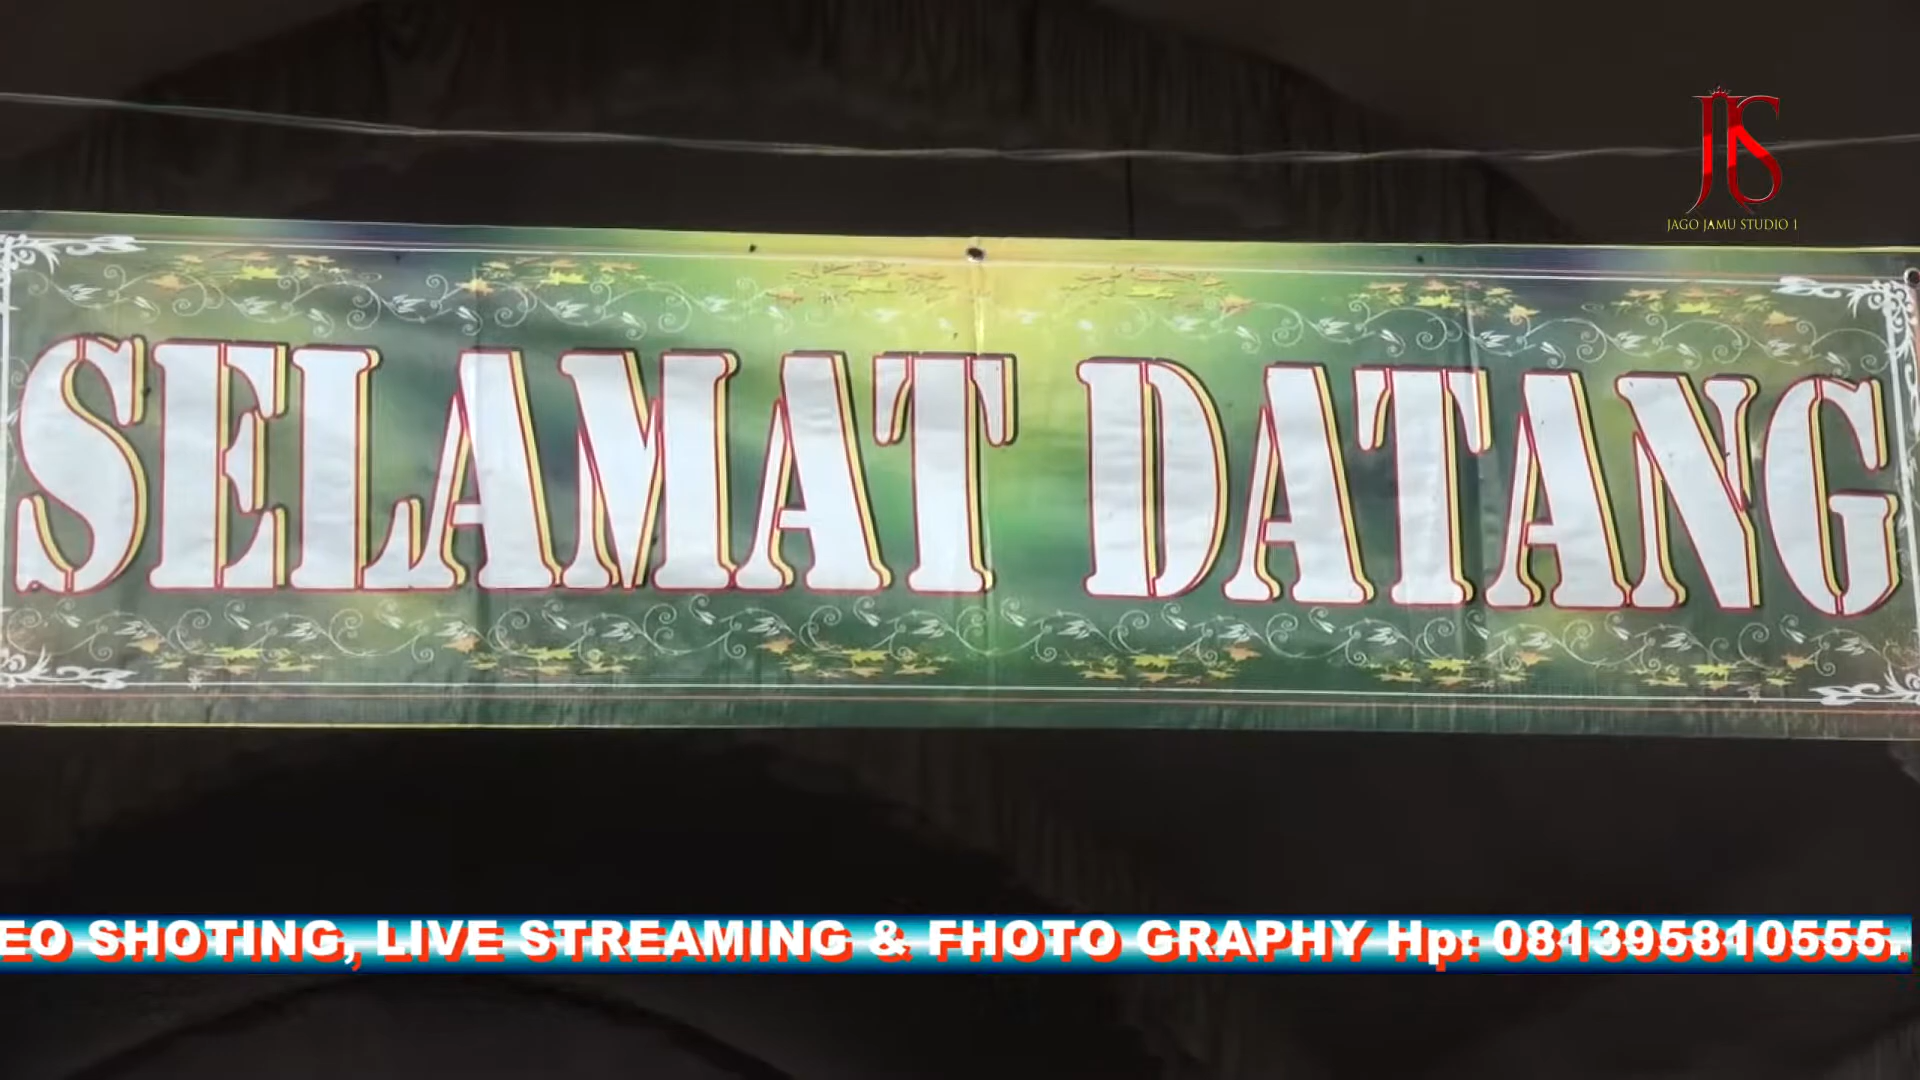 JJS
JAGO JAMU STUDIO 1
SELAMAT DATANG
EO SHOTING, LIVE STREAMING & FHOTO GRAPHY Hp: 081395810555.